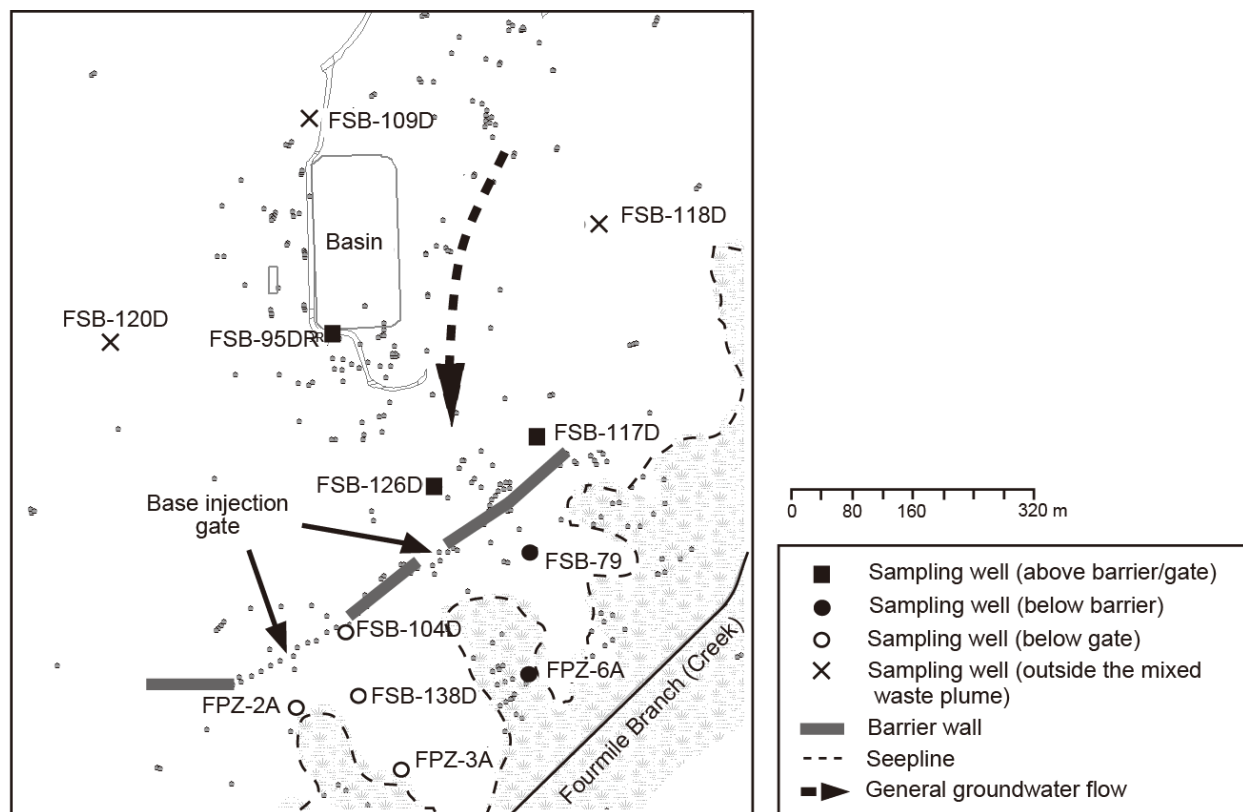 FSB-109D
FSB-118D
Basin
FSB-120D
FSB-95DR
FSB-117D
FSB-126D
Base injection
gate
FSB-79
FSB-104D
FPZ-6A
FSB-138D
FPZ-2A
FPZ-3A
Fourmile Branch (Creek)
0 80 160 320 m
Sampling well (above barrier/gate)
Sampling well (below barrier)
Sampling well (below gate)
Sampling well (outside the mixed
waste plume)
Barrier wall
Seepline
General groundwater flow